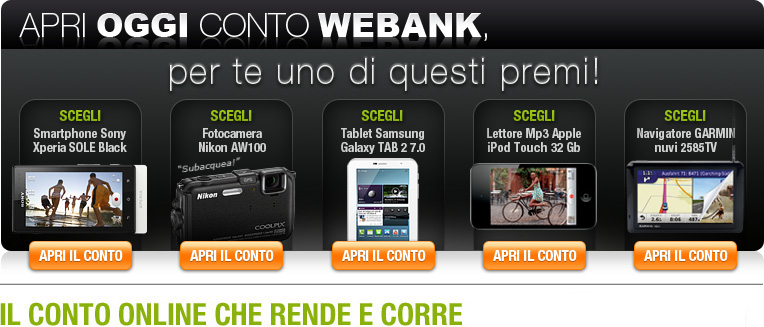 APRI OGGI CONTO WEBANK,
per te uno di questi premi!
SCEGLI
Smartphone Sony
Xperia SOLE Black
SCEGLI
Fotocamera
Nikon AW100
"Subacquea!"
Nikon
COOLPIX
SCEGLI
Tablet Samsung
Galaxy TAB 2 7.0
SCEGLI
Lettore Mp3 Apple
iPod Touch 32 Gb
SCEGLI
Navigatore GARMIN
nuvi 2585TV
SONY
APRI IL CONTO
APRI IL CONTO
APRI IL CONTO
APRI IL CONTO
APRI IL CONTO
IL CONTO ONLINE CHE RENDE E CORRE